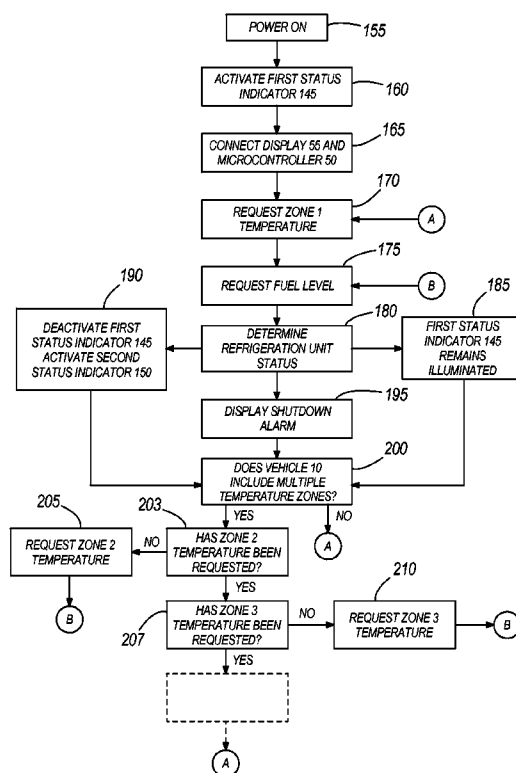 POWER ON
155
ACTIVATE FIRST STATUS
INDICATOR 145
160
CONNECT DISPLAY 55 AND
MICROCONTROLLER 50
165
170
REQUEST ZONE 1
TEMPERATURE
A
175
REQUEST FUEL LEVEL
B
190
DEACTIVATE FIRST
STATUS INDICATOR 145
ACTIVATE SECOND
STATUS INDICATOR 150
180
DETERMINE
REFRIGERATION UNIT
STATUS
185
FIRST STATUS
INDICATOR 145
REMAINS
ILLUMINATED
195
DISPLAY SHUTDOWN
ALARM
200
DOES VEHICLE 10
INCLUDE MULTIPLE
TEMPERATURE ZONES?
YES
NO
A
205
REQUEST ZONE 2
TEMPERATURE
NO
203
HAS ZONE 2
TEMPERATURE BEEN
REQUESTED?
B
YES
207
HAS ZONE 3
TEMPERATURE BEEN
REQUESTED?
NO
210
REQUEST ZONE 3
TEMPERATURE
B
YES
A